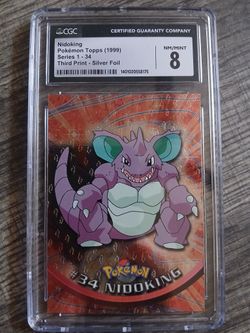 CGC
CERTIFIED GUARANTY COMPANY
Nidoking
Pokémon Topps (1999)
Series 1 - 34
Third Print - Silver Foil
NM/MINT
8
POKéMON
#34 NIDOKING